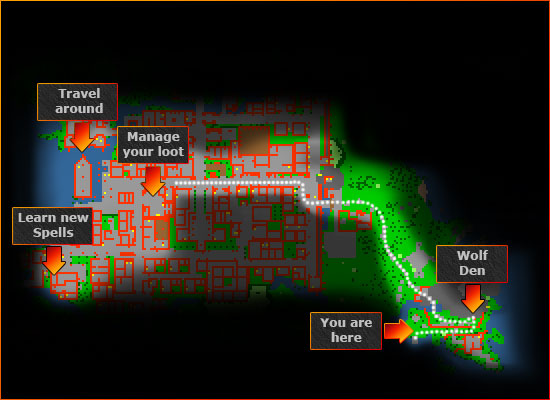 Travel
around
Manage
your loot
Learn new
Spells
Wolf
Den
You are
here